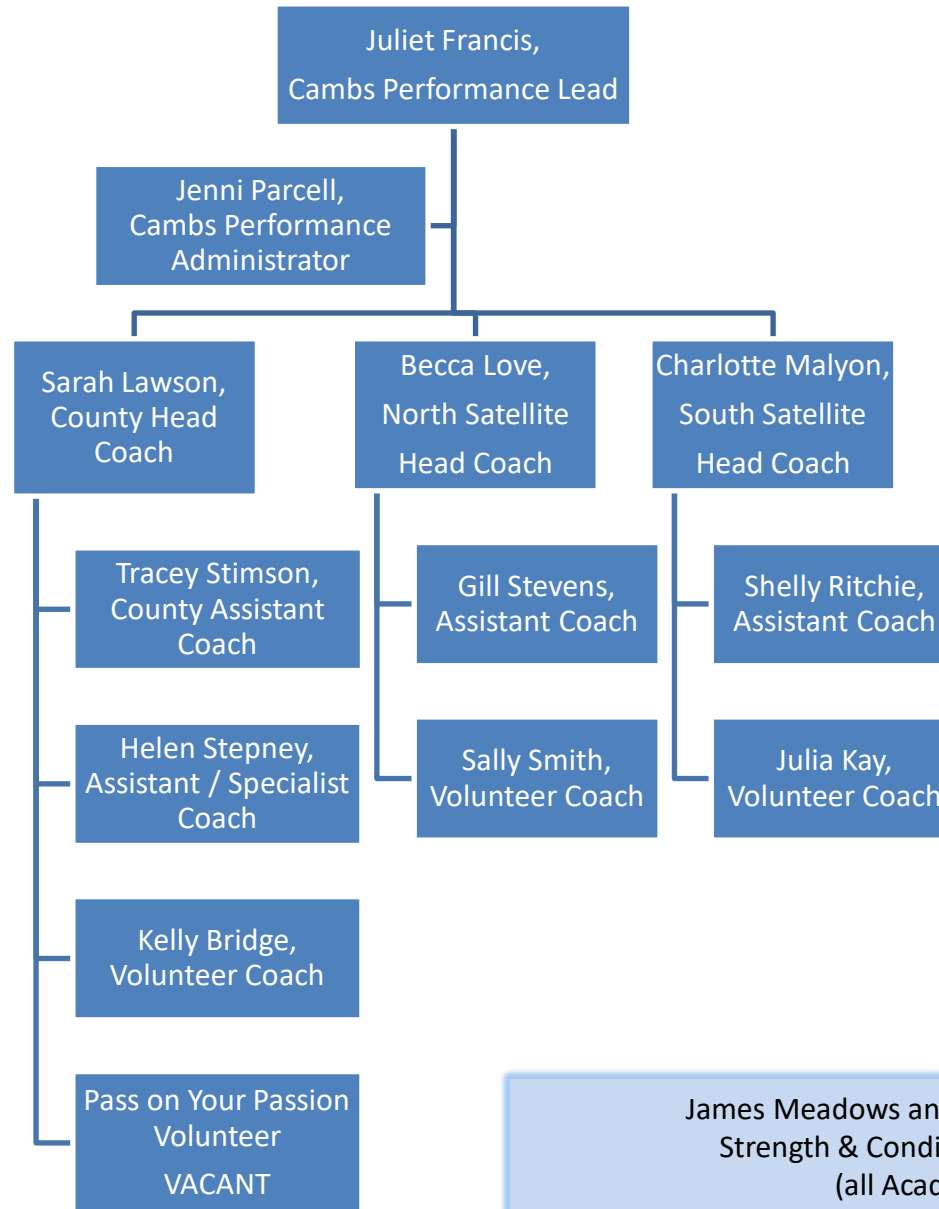 Juliet Francis,
Cambs Performance Lead
Jenni Parcell,
Cambs Performance
Administrator
Sarah Lawson,
County Head
Coach
Becca Love,
North Satellite
Head Coach
Charlotte Malyon,
South Satellite
Head Coach
Tracey Stimson,
County Assistant
Coach
Helen Stepney,
Assistant / Specialist
Coach
Kelly Bridge,
Volunteer Coach
Pass on Your Passion
Volunteer
VACANT
Gill Stevens,
Assistant Coach
Sally Smith,
Volunteer Coach
Shelly Ritchie,
Assistant Coach
Julia Kay,
Volunteer Coach
James Meadows
Strength &
(all